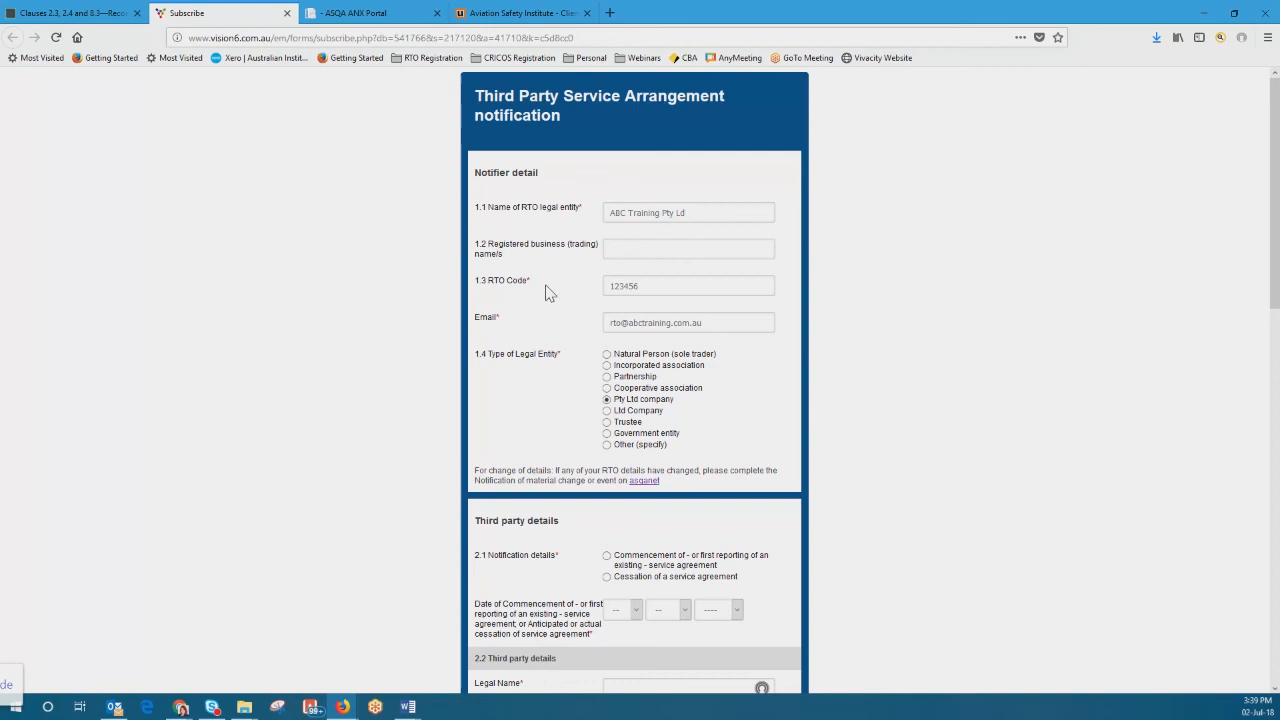 Clauses 2.3, 2.4 and 8.3—Reco
Subscribe
- ASQA ANX Portal
Aviation Safety Institute - Clien
www.vision6.com.au/em/forms/subscribe.php?db=541766&s=217120&a=41710&k=c5d8cc0
Most Visited
Getting Started
Most Visited
Xero | Australian Instit...
Getting Started
RTO Registration
CRICOS Registration
Personal
Webinars
CBA
AnyMeeting
GoTo Meeting
Vivacity Website
Third Party Service Arrangement
notification
Notifier detail
1.1 Name of RTO legal entity*
ABC Training Pty Ld
1.2 Registered business (trading)
name/s
1.3 RTO Code*
123456
Email*
rto@abctraining.com.au
1.4 Type of Legal Entity*
Natural Person (sole trader)
Incorporated association
Partnership
Cooperative association
Pty Ltd company
Ltd Company
Trustee
Government entity
Other (specify)
For change of details: If any of your RTO details have changed, please complete the
Notification of material change or event on asqanet
Third party details
2.1 Notification details*
Commencement of - or first reporting of an
existing - service agreement
Cessation of a service agreement
Date of Commencement of - or first
reporting of an existing - service
agreement; or Anticipated or actual
cessation of service agreement*
--
--
----
2.2 Third party details
Legal Name*
de
99+
3:39 PM
02-Jul-18